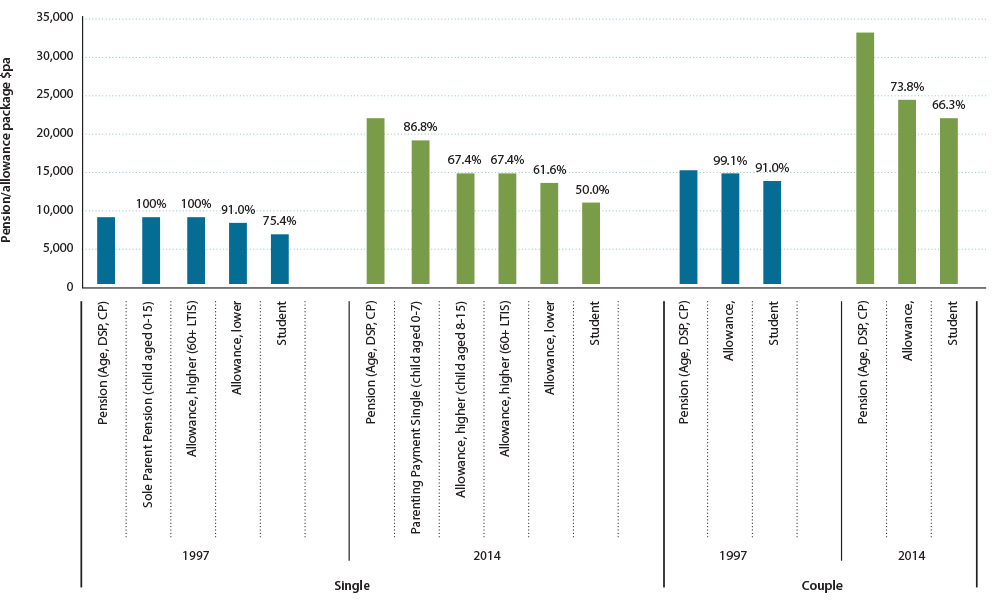 Pension/allowance package $pa
35,000
30,000
25,000
20,000
15,000
10,000
5,000
0
100%
100%
91.0%
75.4%
86.8%
67.4%
67.4%
61.6%
50.0%
99.1%
91.0%
73.8%
66.3%
Pension (Age, DSP, CP)
Sole Parent Pension (child aged 0-15)
Allowance, higher (60+ LTIS)
Allowance, lower
Student
Pension (Age, DSP, CP)
Parenting Payment Single (child aged 0-7)
Allowance, higher (child aged 8-15)
Allowance, higher (60+ LTIS)
Allowance, lower
Student
Pension (Age, DSP, CP)
Allowance,
Student
Pension (Age, DSP, CP)
Allowance,
Student
1997
2014
1997
2014
Single
Couple